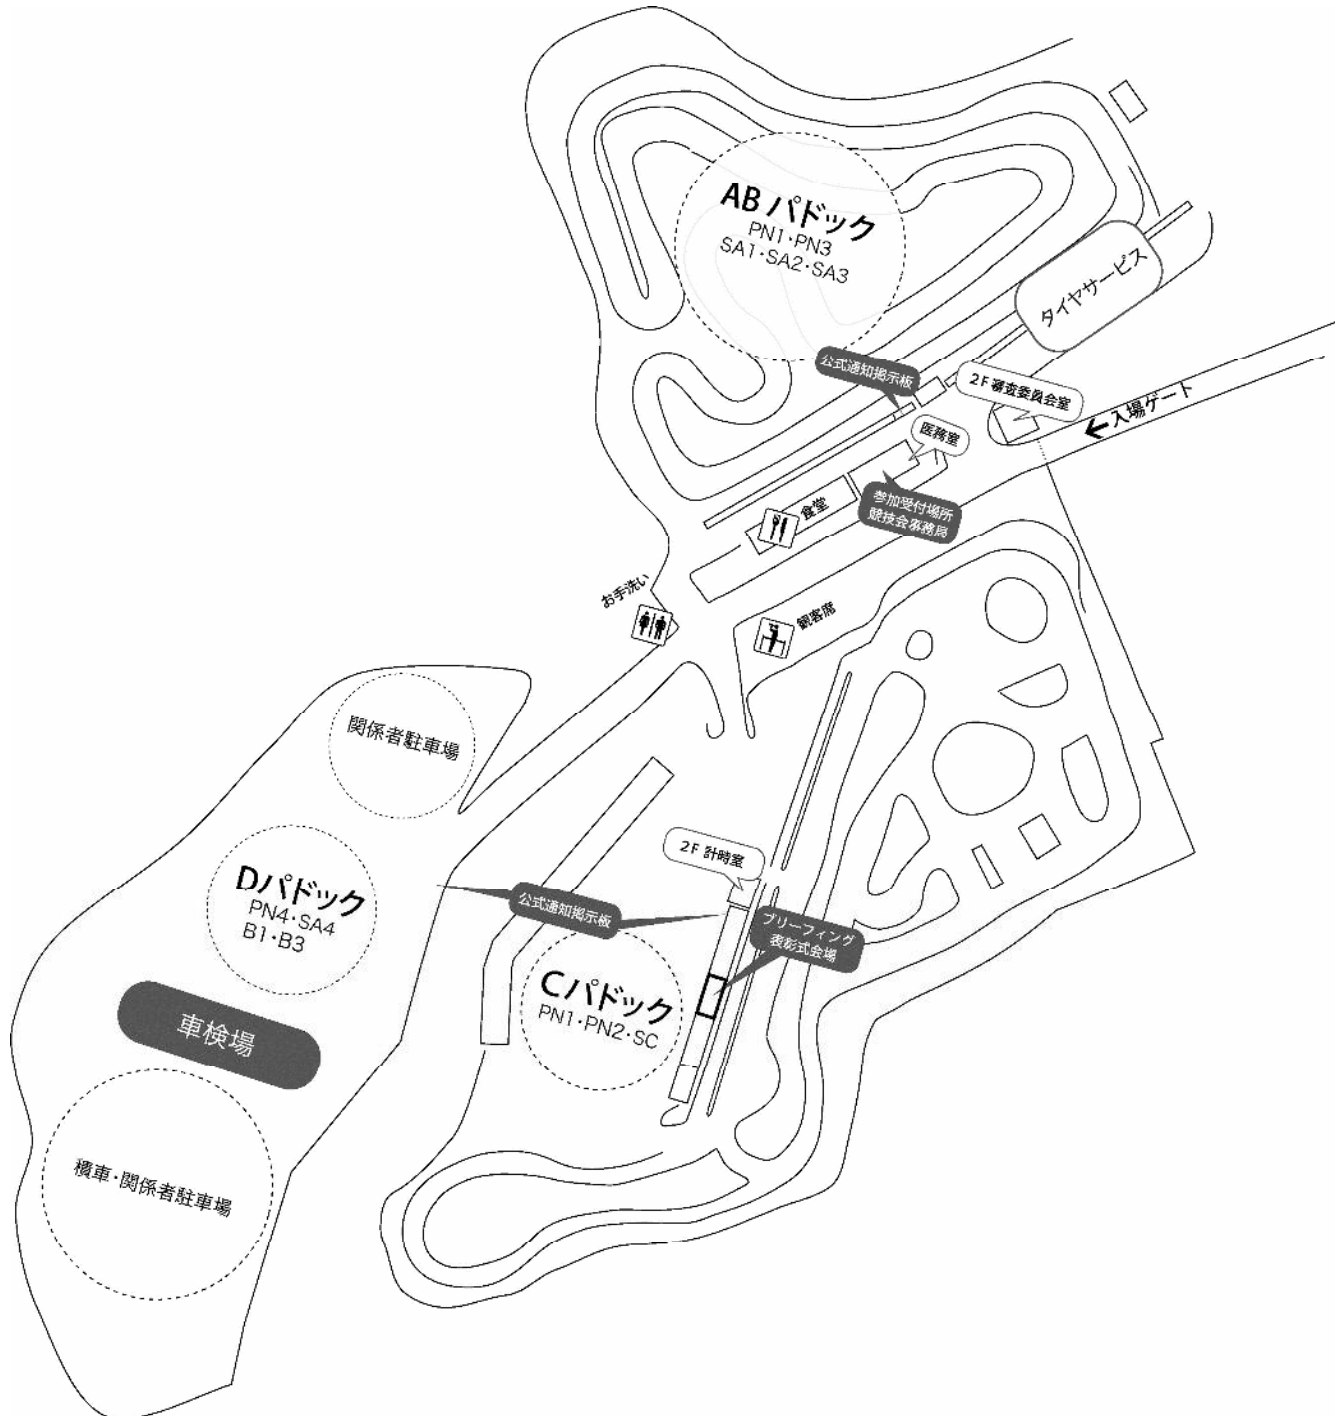 AB パドック
PN1・PN3
SA1・SA2・SA3
タイヤサービス
公式通知掲示板
2F 審査委員会室
←入場ゲート
医務室
参加受付場所
競技会事務局
食堂
お手洗い
観客席
関係者駐車場
2F 計時室
Dパドック
PN4・SA4
B1・B3
公式通知掲示板
ブリーフィング
表彰式会場
Cパドック
PN1・PN2・SC
車検場
積車・関係者駐車場